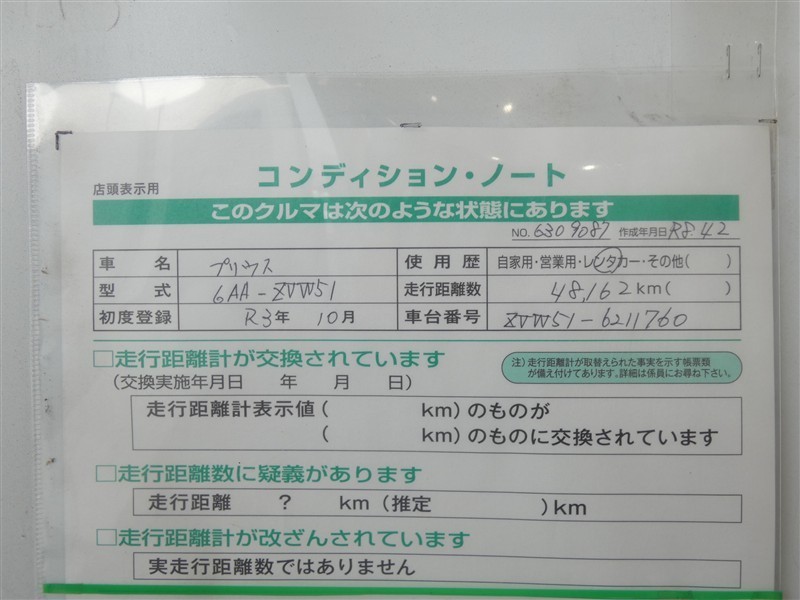 店頭表示用
コンディション・ノート
このクルマは次のような状態にあります
NO. 6309087 作成年月日 R8.4.2
車名 プリウス 使用歴 自家用・営業用・レンタカー・その他( )
型式 6AA-ZVW51 走行距離数 48,162km( )
初度登録 R3年 10月 車台番号 ZVW51-6211760
□走行距離計が交換されています
(交換実施年月日 年 月 日)
注)走行距離計が取替えられた事実を示す帳票類
が備え付けてあります。詳細は係員にお尋ね下さい。
走行距離計表示値( km)のものが
( km)のものに交換されています
□走行距離数に疑義があります
走行距離 ? km(推定 )km
□走行距離計が改ざんされています
実走行距離数ではありません